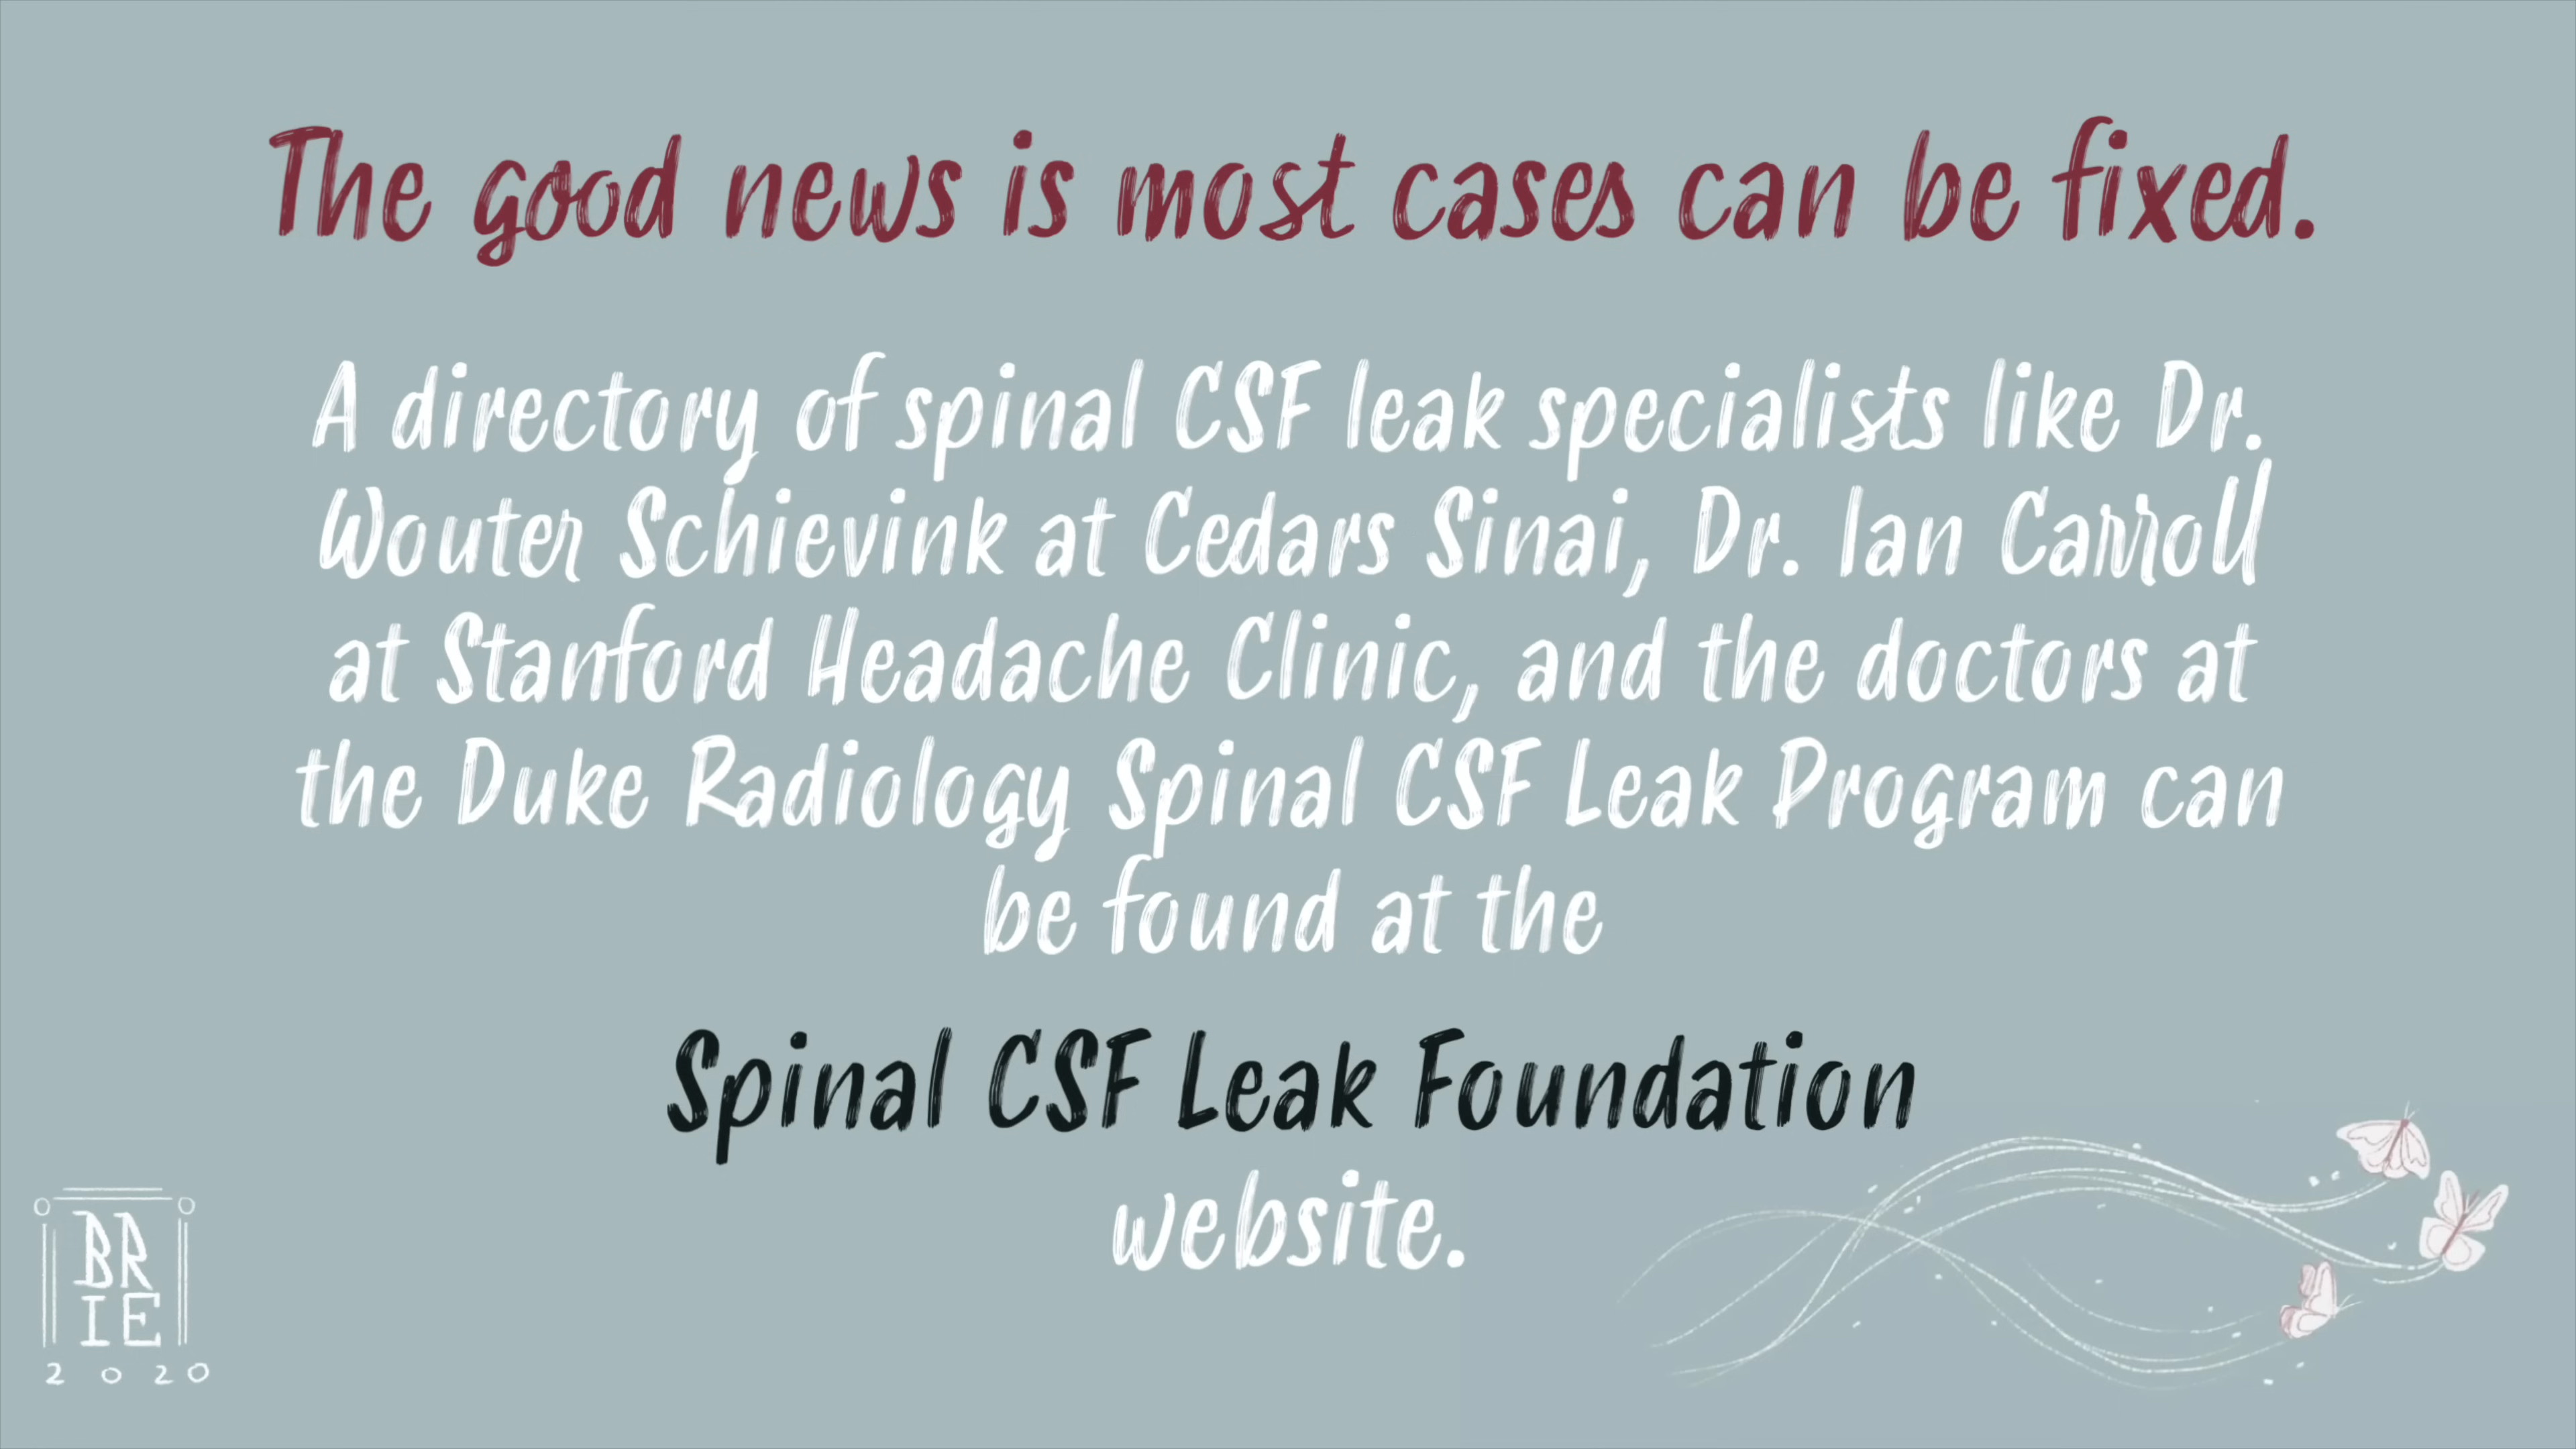 The good news is most cases can be fixed.
A directory of spinal CSF leak specialists like Dr.
Wouter Schievink at Cedars Sinai, Dr. Ian Carroll
at Stanford Headache Clinic, and the doctors at
the Duke Radiology Spinal CSF Leak Program can
be found at the
Spinal CSF Leak Foundation
website.
BR
IE
2020